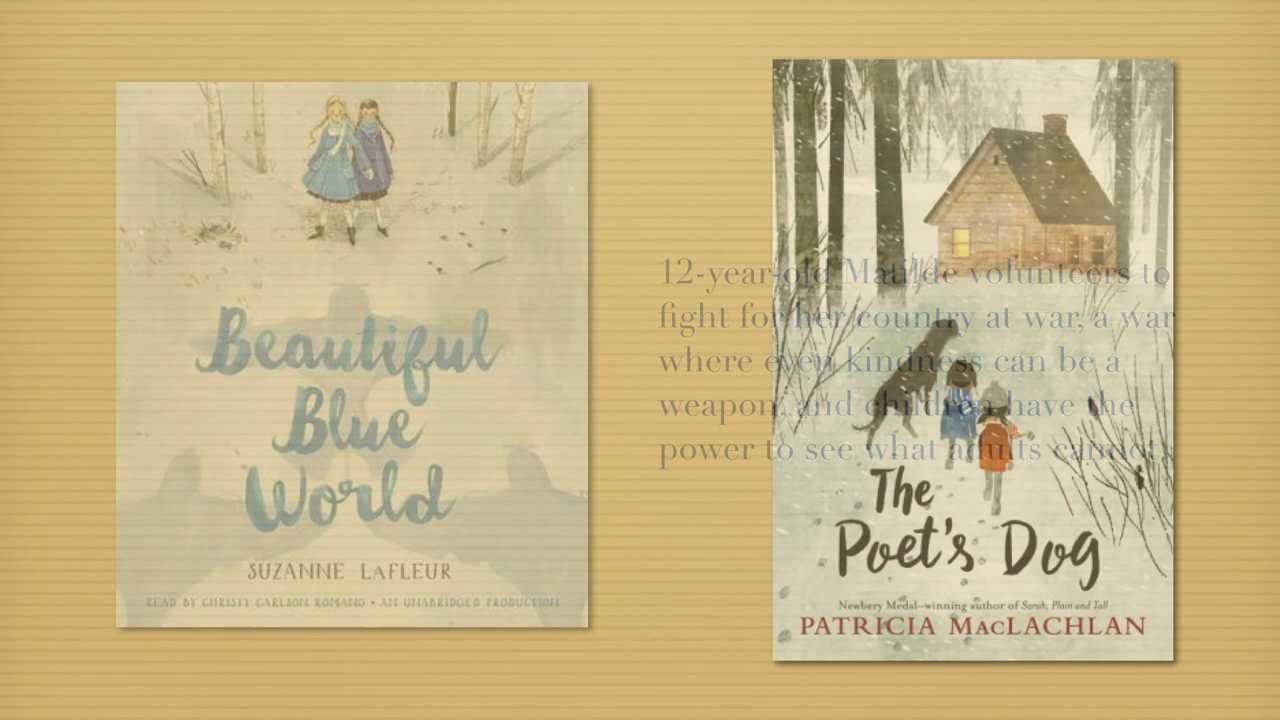 Beautiful
Blue
World
SUZANNE LAFLEUR
READ BY CHRISTY CARLSON ROMANO • AN UNABRIDGED PRODUCTION
12-year-old Matilde volunteers to
fight for her country at war, a war
where even kindness can be a
weapon, and children have the
power to see what adults cannot.
The
Poet's Dog
Newbery Medal–winning author of Sarah, Plain and Tall
PATRICIA MACLACHLAN